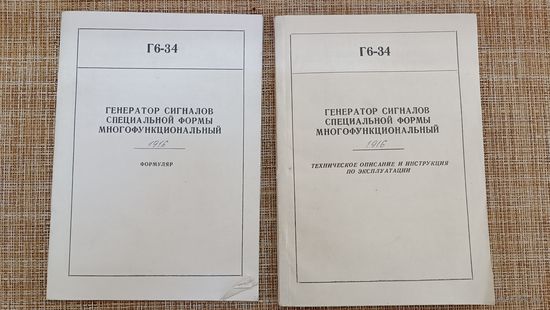 Г6-34
ГЕНЕРАТОР СИГНАЛОВ
СПЕЦИАЛЬНОЙ ФОРМЫ
МНОГОФУНКЦИОНАЛЬНЫЙ
1916
ФОРМУЛЯР
Г6-34
ГЕНЕРАТОР СИГНАЛОВ
СПЕЦИАЛЬНОЙ ФОРМЫ
МНОГОФУНКЦИОНАЛЬНЫЙ
1916
ТЕХНИЧЕСКОЕ ОПИСАНИЕ И ИНСТРУКЦИЯ
ПО ЭКСПЛУАТАЦИИ